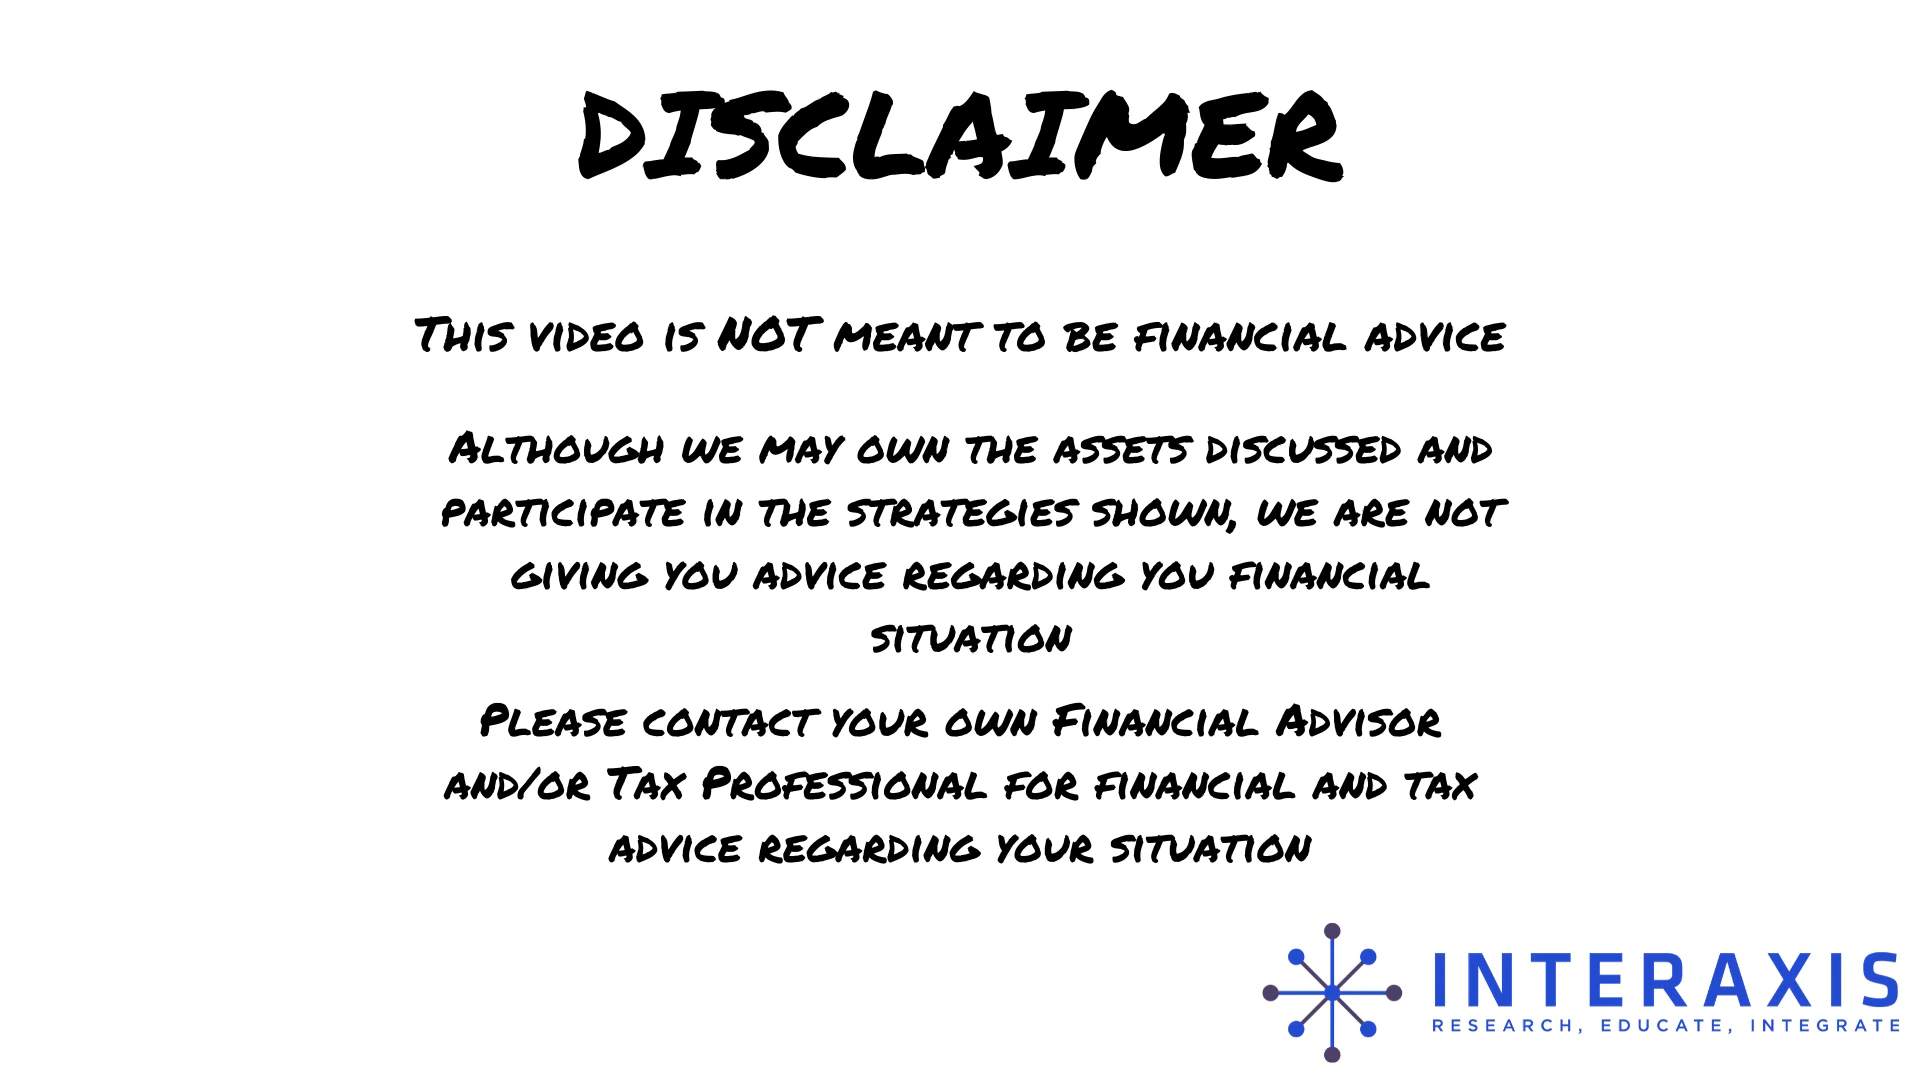 DISCLAIMER
This video is NOT meant to be financial advice
Although we may own the assets discussed and
participate in the strategies shown, we are not
giving you advice regarding you financial
situation
Please contact your own Financial Advisor
and/or Tax Professional for financial and tax
advice regarding your situation
INTERAXIS
RESEARCH, EDUCATE, INTEGRATE